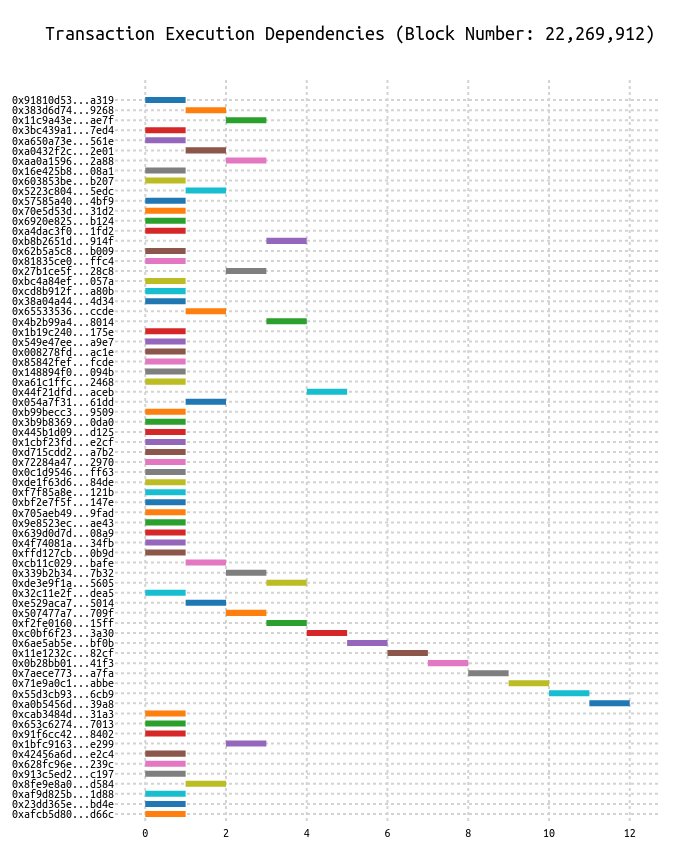 Transaction Execution Dependencies (Block Number: 22,269,912)
0x91810d53...a319
0x383d6d74...9268
0x11c9a43e...ae7f
0x3bc439a1...7ed4
0xa650a73e...561e
0xa0432f2c...2e01
0xaa0a1596...2a88
0x16e425b8...08a1
0x603853be...b207
0x5223c804...5edc
0x57585a40...4bf9
0x70e5d53d...31d2
0x6920e825...b124
0xa4dac3f0...1fd2
0xb8b2651d...914f
0x62b5a5c8...b009
0x81835ce0...ffc4
0x27b1ce5f...28c8
0xbc4a84ef...057a
0xcd8b912f...a80b
0x38a04a44...4d34
0x65533536...ccde
0x4b2b99a4...8014
0x1b19c240...175e
0x549e47ee...a9e7
0x008278fd...ac1e
0x85842fef...fcde
0x148894f0...094b
0xa61c1ffc...2468
0x44f21dfd...aceb
0x054a7f31...61dd
0xb99becc3...9509
0x3b9b8369...0da0
0x445b1d09...d125
0x1cbf23fd...e2cf
0xd715cdd2...a7b2
0x72284a47...2970
0x0c1d9546...ff63
0xde1f63d6...84de
0xf7f85a8e...121b
0xbf2e7f5f...147e
0x705aeb49...9fad
0x9e8523ec...ae43
0x639d0d7d...08a9
0x4f74081a...34fb
0xffd127cb...0b9d
0xcb11c029...bafe
0x339b2b34...7b32
0xde3e9f1a...5605
0x32c11e2f...dea5
0xe529aca7...5014
0x507477a7...709f
0xf2fe0160...15ff
0xc0bf6f23...3a30
0x6ae5ab5e...bf0b
0x11e1232c...82cf
0x0b28bb01...41f3
0x7aece773...a7fa
0x71e9a0c1...abbe
0x55d3cb93...6cb9
0xa0b5456d...39a8
0xcab3484d...31a3
0x653c6274...7013
0x91f6cc42...8402
0x1bfc9163...e299
0x42456a6d...e2c4
0x628fc96e...239c
0x913c5ed2...c197
0x8fe9e8a0...d584
0xaf9d825b...1d88
0x23dd365e...bd4e
0xafcb5d80...d66c
0 2 4 6 8 10 12